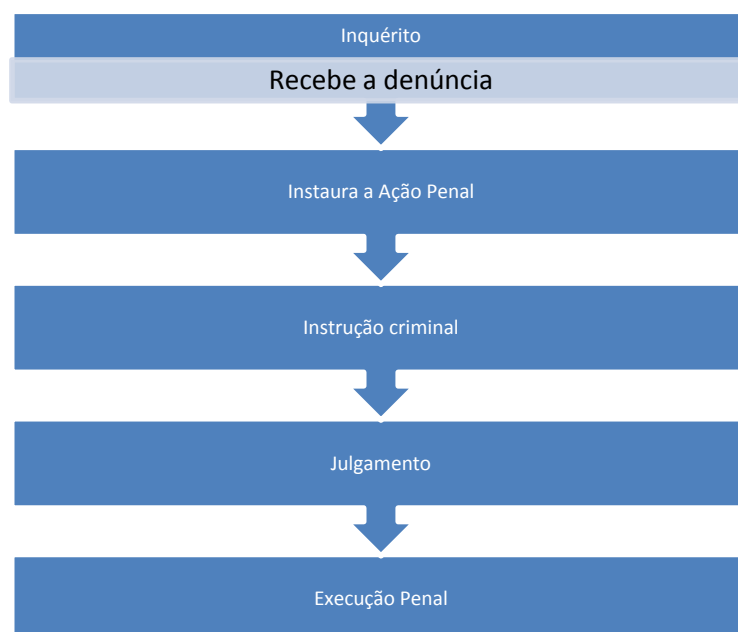 Inquérito
Recebe a denúncia
Instaura a Ação Penal
Instrução criminal
Julgamento
Execução Penal